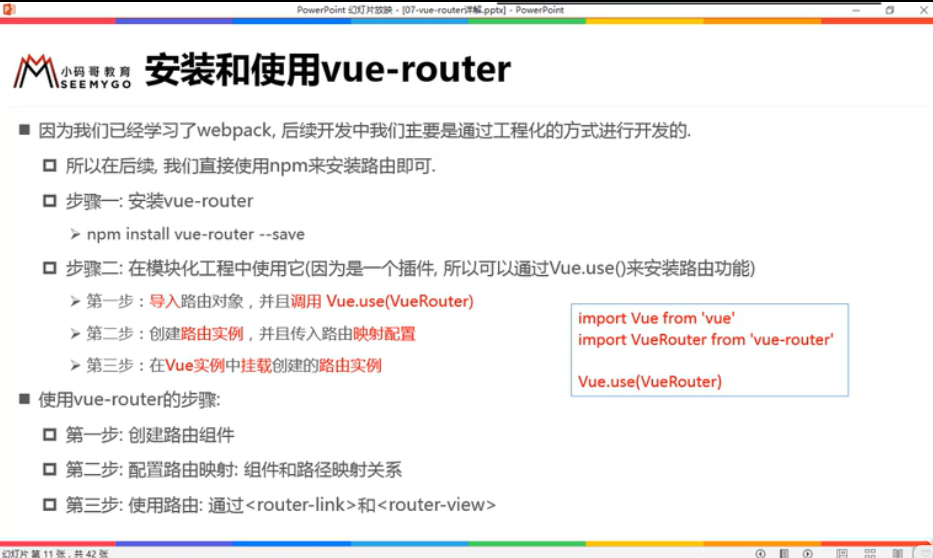 PowerPoint 幻灯片放映 - [07-vue-router详解.pptx] - PowerPoint
小码哥教育
SEEMYGO
安装和使用vue-router
因为我们已经学习了webpack, 后续开发中我们主要是通过工程化的方式进行开发的.
所以在后续, 我们直接使用npm来安装路由即可.
步骤一: 安装vue-router
npm install vue-router --save
步骤二: 在模块化工程中使用它(因为是一个插件, 所以可以通过Vue.use()来安装路由功能)
第一步：导入路由对象，并且调用 Vue.use(VueRouter)
第二步：创建路由实例，并且传入路由映射配置
第三步：在Vue实例中挂载创建的路由实例
import Vue from 'vue'
import VueRouter from 'vue-router'
Vue.use(VueRouter)
使用vue-router的步骤:
第一步: 创建路由组件
第二步: 配置路由映射: 组件和路径映射关系
第三步: 使用路由: 通过<router-link>和<router-view>
幻灯片 第 11 张，共 42 张